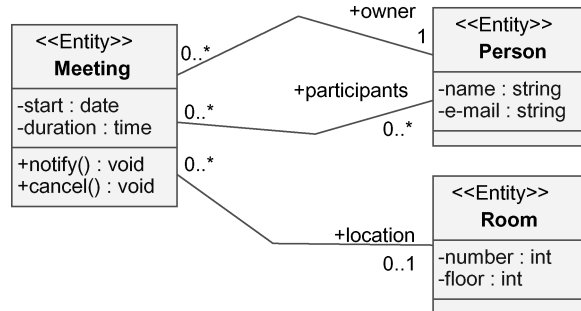 <<Entity>>
Meeting
-start : date
-duration : time
+notify() : void
+cancel() : void
0..*
+owner
1
0..*
+participants
0..*
0..*
+location
0..1
<<Entity>>
Person
-name : string
-e-mail : string
<<Entity>>
Room
-number : int
-floor : int